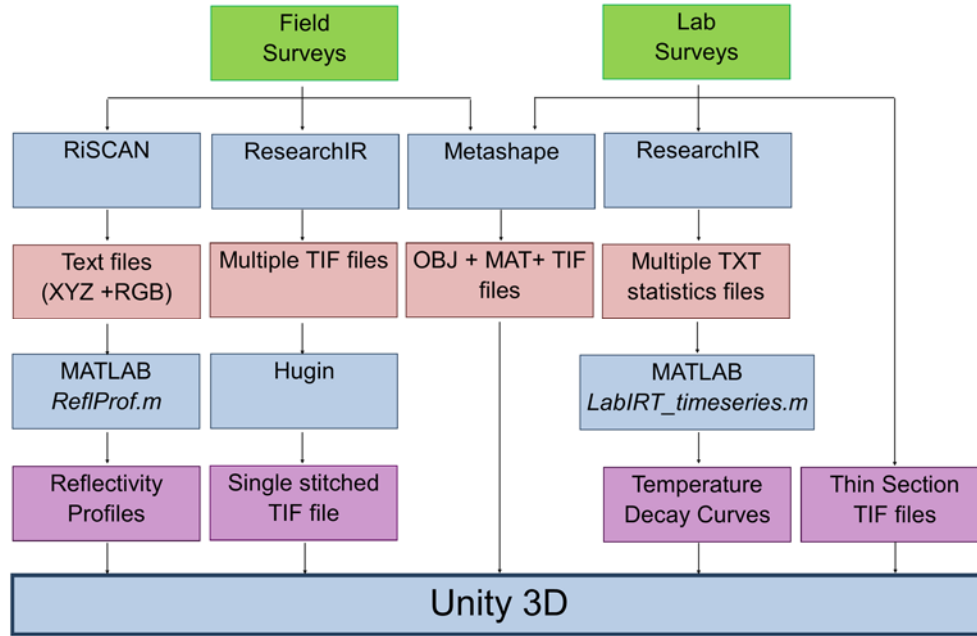 Field
Surveys
Lab
Surveys
RiSCAN
ResearchIR
Metashape
ResearchIR
Text files
(XYZ +RGB)
Multiple TIF files
OBJ + MAT+ TIF
files
Multiple TXT
statistics files
MATLAB
ReflProf.m
Hugin
MATLAB
LabIRT_timeseries.m
Reflectivity
Profiles
Single stitched
TIF file
Temperature
Decay Curves
Thin Section
TIF files
Unity 3D